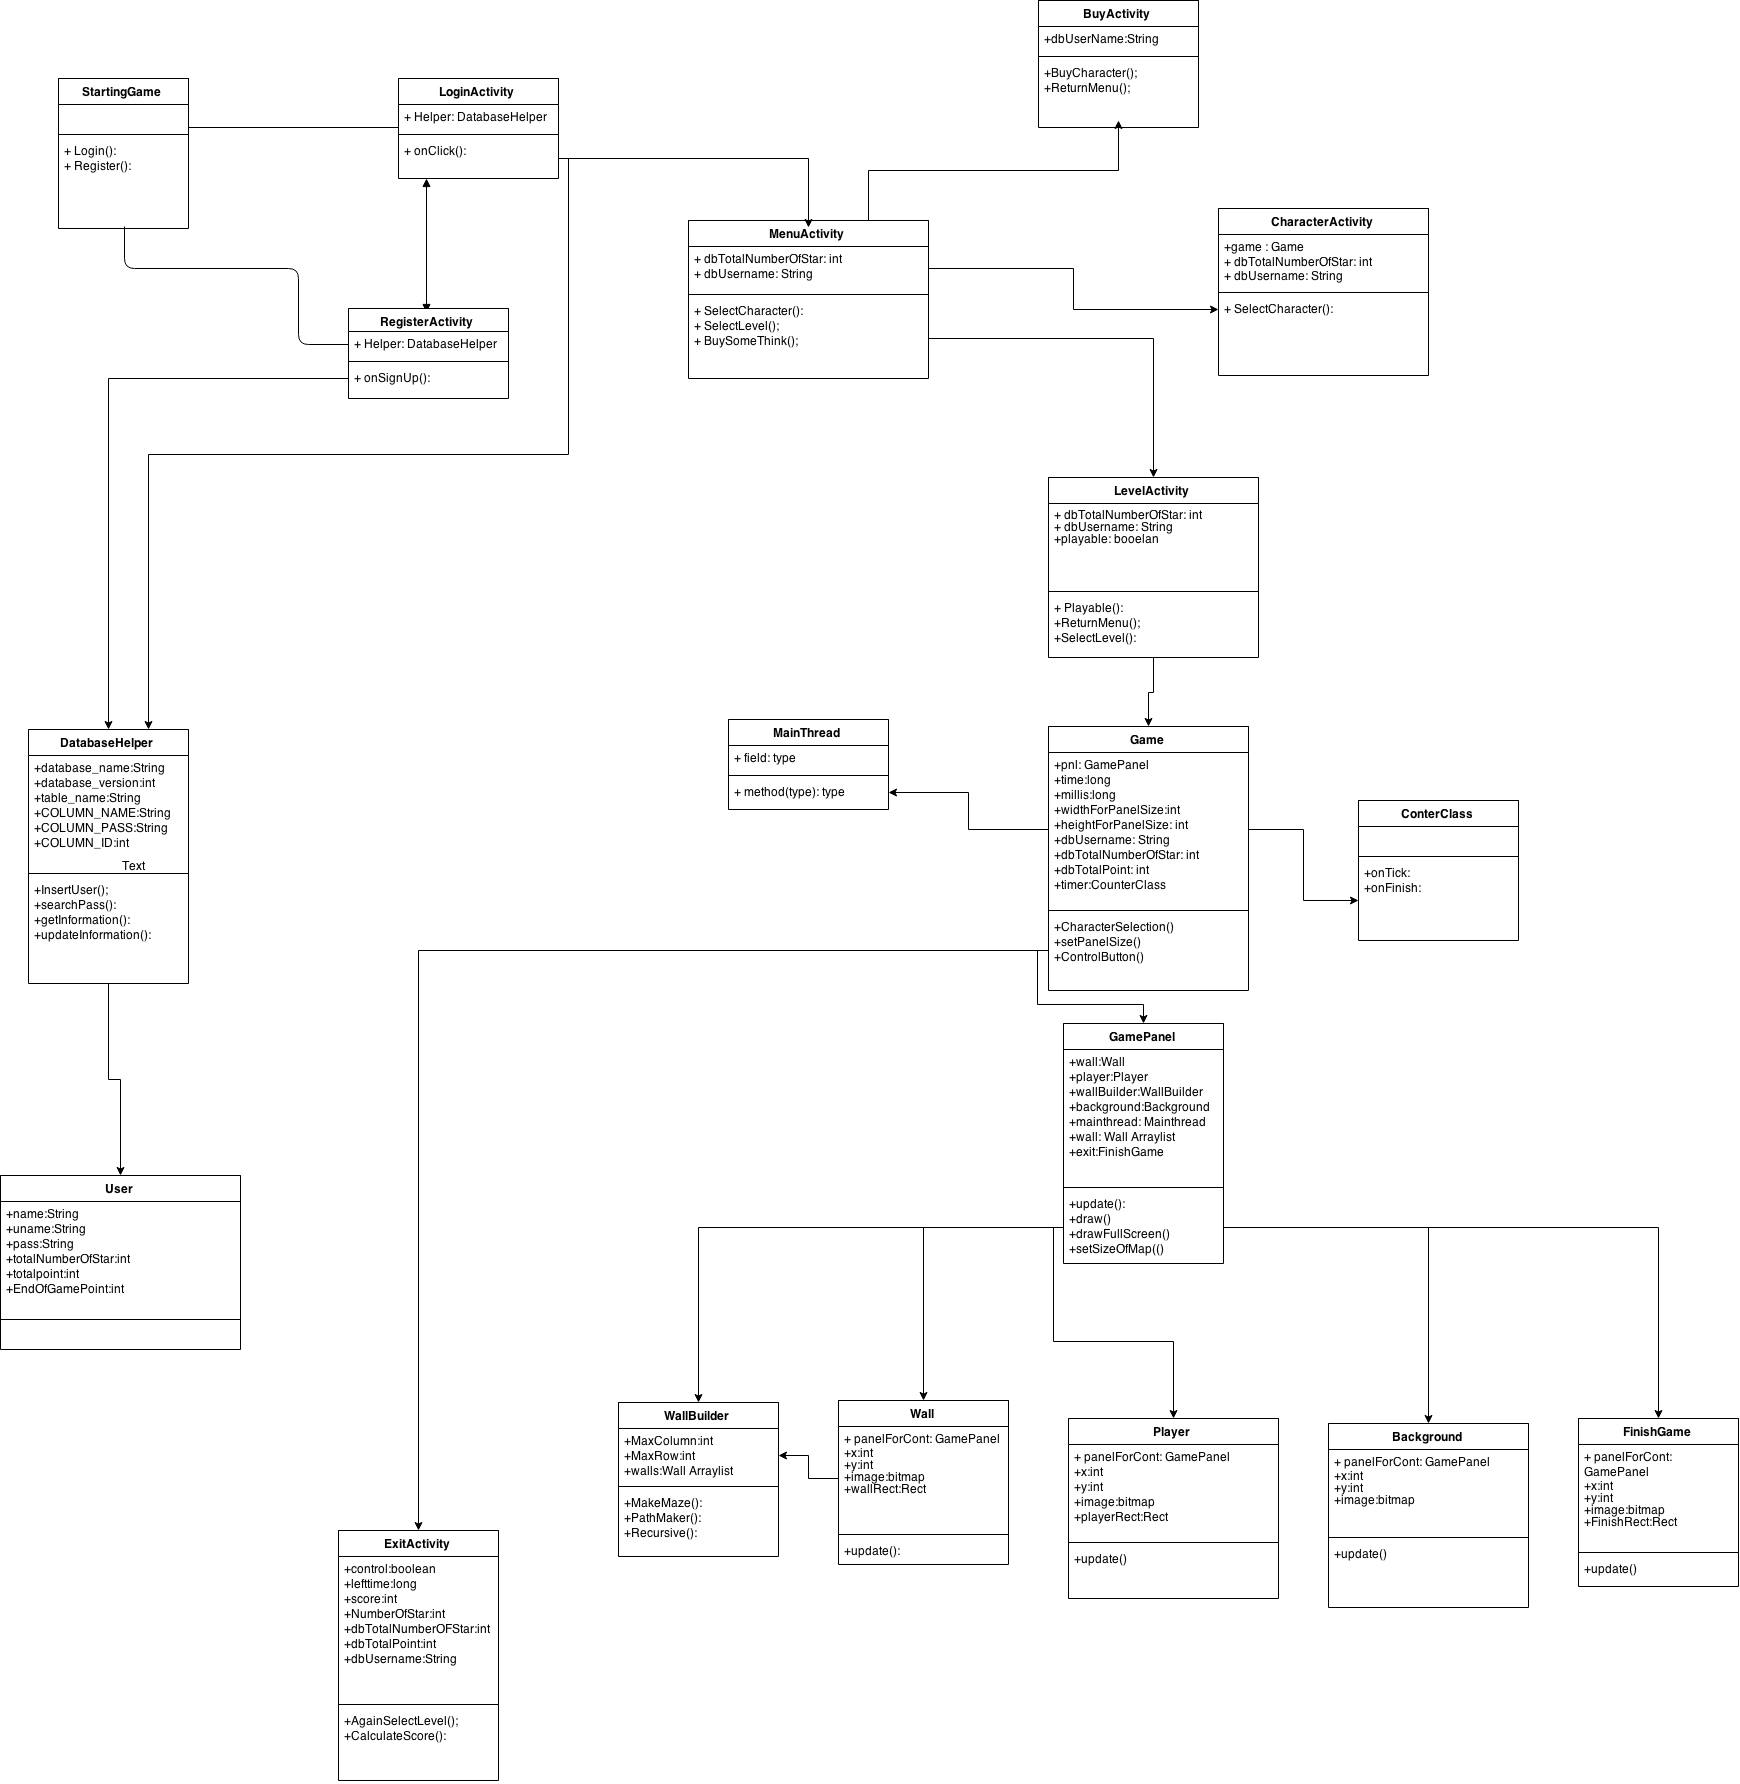 BuyActivity
+dbUserName:String
+BuyCharacter();
+ReturnMenu();
StartingGame
+ Login():
+ Register():
LoginActivity
+ Helper: DatabaseHelper
+ onClick():
MenuActivity
+ dbTotalNumberOfStar: int
+ dbUsername: String
+ SelectCharacter():
+ SelectLevel();
+ BuySomeThink();
CharacterActivity
+game : Game
+ dbTotalNumberOfStar: int
+ dbUsername: String
+ SelectCharacter():
RegisterActivity
+ Helper: DatabaseHelper
+ onSignUp():
LevelActivity
+ dbTotalNumberOfStar: int
+ dbUsername: String
+playable: booelan
+ Playable():
+ReturnMenu();
+SelectLevel():
DatabaseHelper
+database_name:String
+database_version:int
+table_name:String
+COLUMN_NAME:String
+COLUMN_PASS:String
+COLUMN_ID:int
Text
+InsertUser();
+searchPass():
+getInformation():
+updateInformation():
MainThread
+ field: type
+ method(type): type
Game
+pnl: GamePanel
+time:long
+millis:long
+widthForPanelSize:int
+heightForPanelSize: int
+dbUsername: String
+dbTotalNumberOfStar: int
+dbTotalPoint: int
+timer:CounterClass
+CharacterSelection()
+setPanelSize()
+ControlButton()
ConterClass
+onTick:
+onFinish:
GamePanel
+wall:Wall
+player:Player
+wallBuilder:WallBuilder
+background:Background
+mainthread: Mainthread
+wall: Wall Arraylist
+exit:FinishGame
+update():
+draw()
+drawFullScreen()
+setSizeOfMap(()
User
+name:String
+uname:String
+pass:String
+totalNumberOfStar:int
+totalpoint:int
+EndOfGamePoint:int
WallBuilder
+MaxColumn:int
+MaxRow:int
+walls:Wall Arraylist
+MakeMaze():
+PathMaker():
+Recursive():
Wall
+ panelForCont: GamePanel
+x:int
+y:int
+image:bitmap
+wallRect:Rect
+update():
Player
+ panelForCont: GamePanel
+x:int
+y:int
+image:bitmap
+playerRect:Rect
+update()
Background
+ panelForCont: GamePanel
+x:int
+y:int
+image:bitmap
+update()
FinishGame
+ panelForCont:
GamePanel
+x:int
+y:int
+image:bitmap
+FinishRect:Rect
+update()
ExitActivity
+control:boolean
+lefttime:long
+score:int
+NumberOfStar:int
+dbTotalNumberOFStar:int
+dbTotalPoint:int
+dbUsername:String
+AgainSelectLevel();
+CalculateScore():